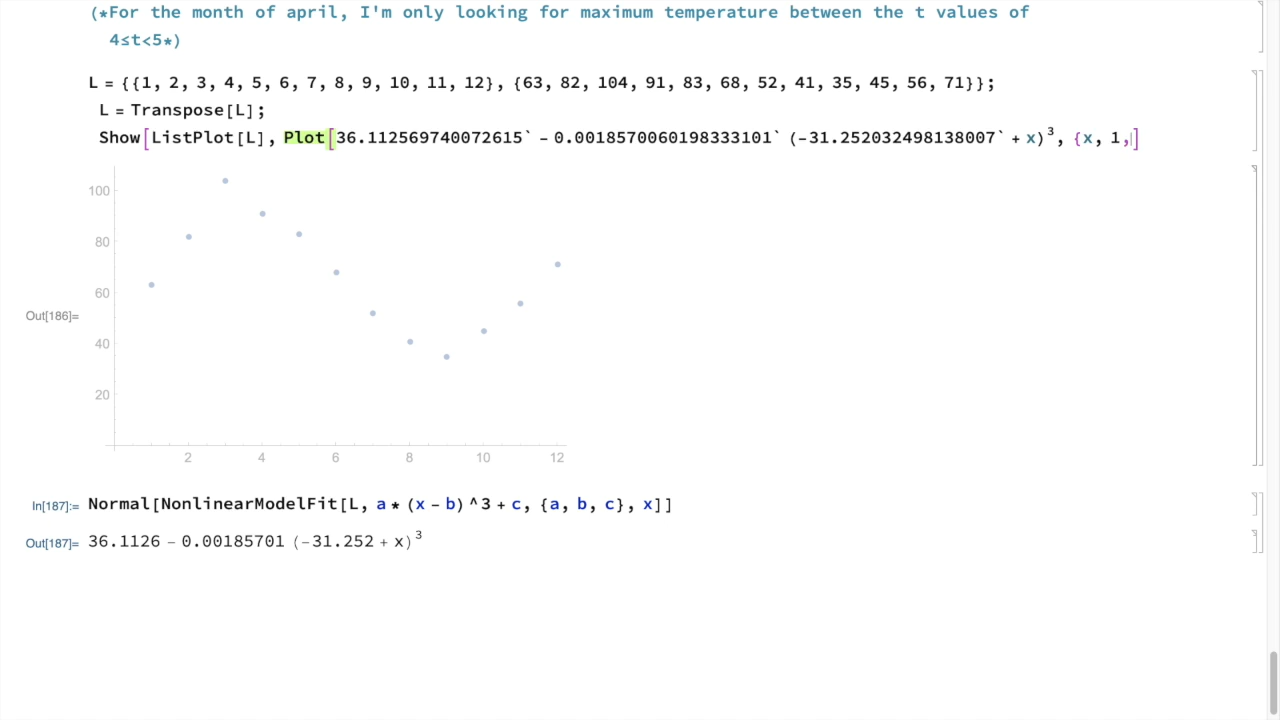 (*For the month of april, I'm only looking for maximum temperature between the t values of
4≤t<5*)
L = {{1, 2, 3, 4, 5, 6, 7, 8, 9, 10, 11, 12}, {63, 82, 104, 91, 83, 68, 52, 41, 35, 45, 56, 71}};
L = Transpose[L];
Show[ListPlot[L], Plot[36.112569740072615` - 0.0018570060198333101` (-31.252032498138007` + x)³, {x, 1,]
100
80
60
40
20
Out[186]=
2 4 6 8 10 12
In[187]:= Normal[NonlinearModelFit[L, a * (x - b) ^3 + c, {a, b, c}, x]]
Out[187]= 36.1126 - 0.00185701 (-31.252 + x)³